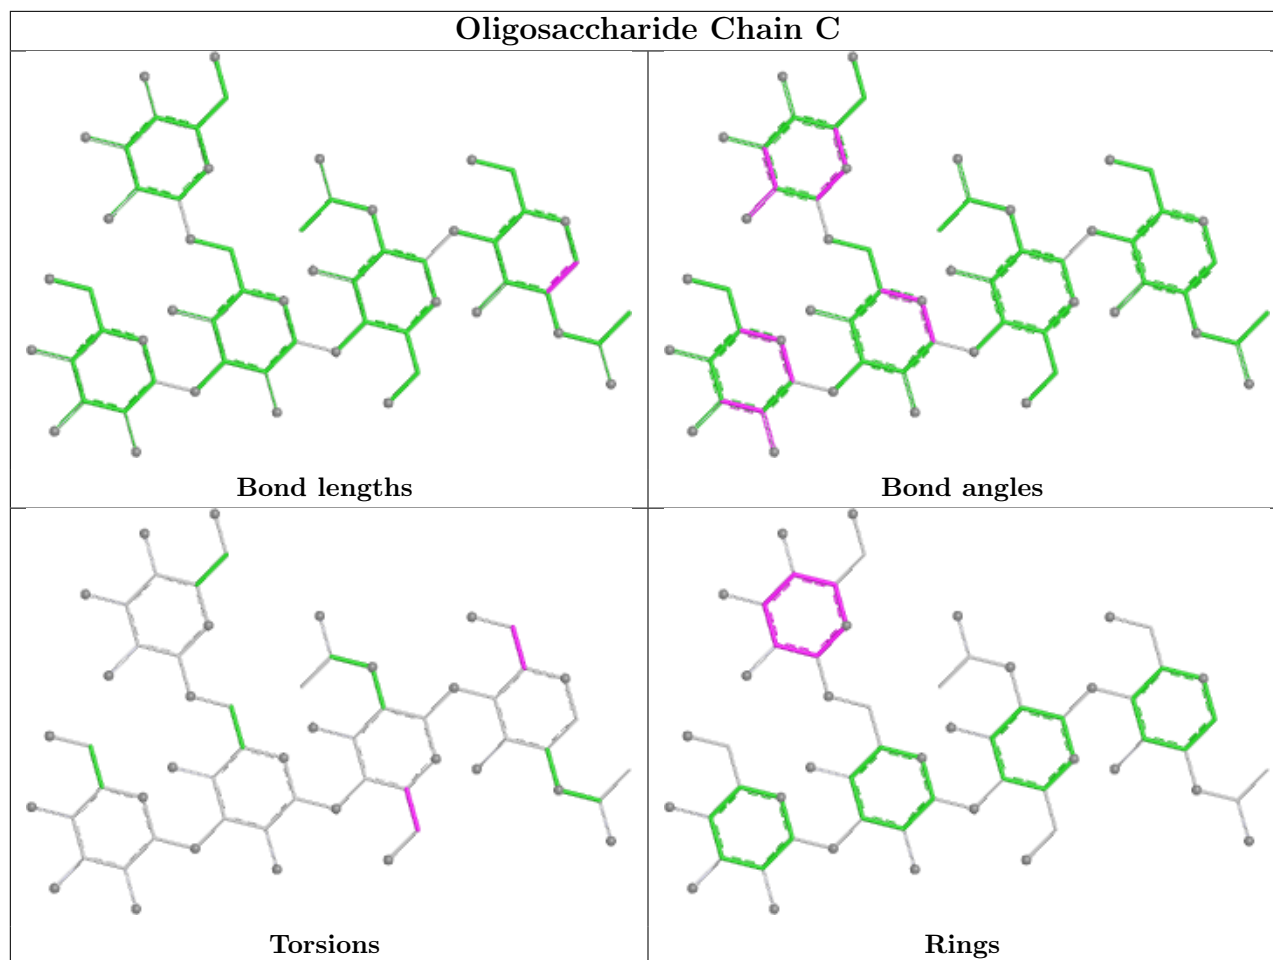 Oligosaccharide Chain C
Bond lengths
Bond angles
Torsions
Rings